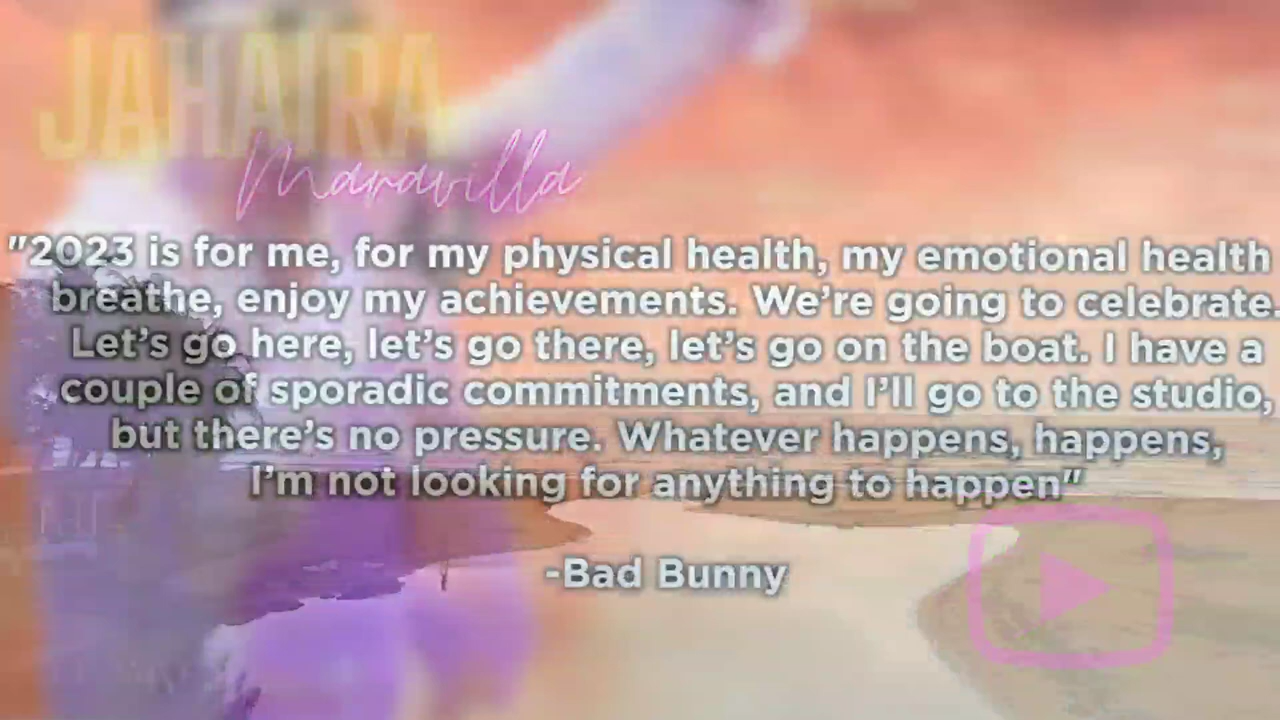 JAHAIRA
Maravilla
"2023 is for me, for my physical health, my emotional health
breathe, enjoy my achievements. We're going to celebrate.
Let's go here, let's go there, let's go on the boat. I have a
couple of sporadic commitments, and I'll go to the studio,
but there's no pressure. Whatever happens, happens,
I'm not looking for anything to happen"
-Bad Bunny